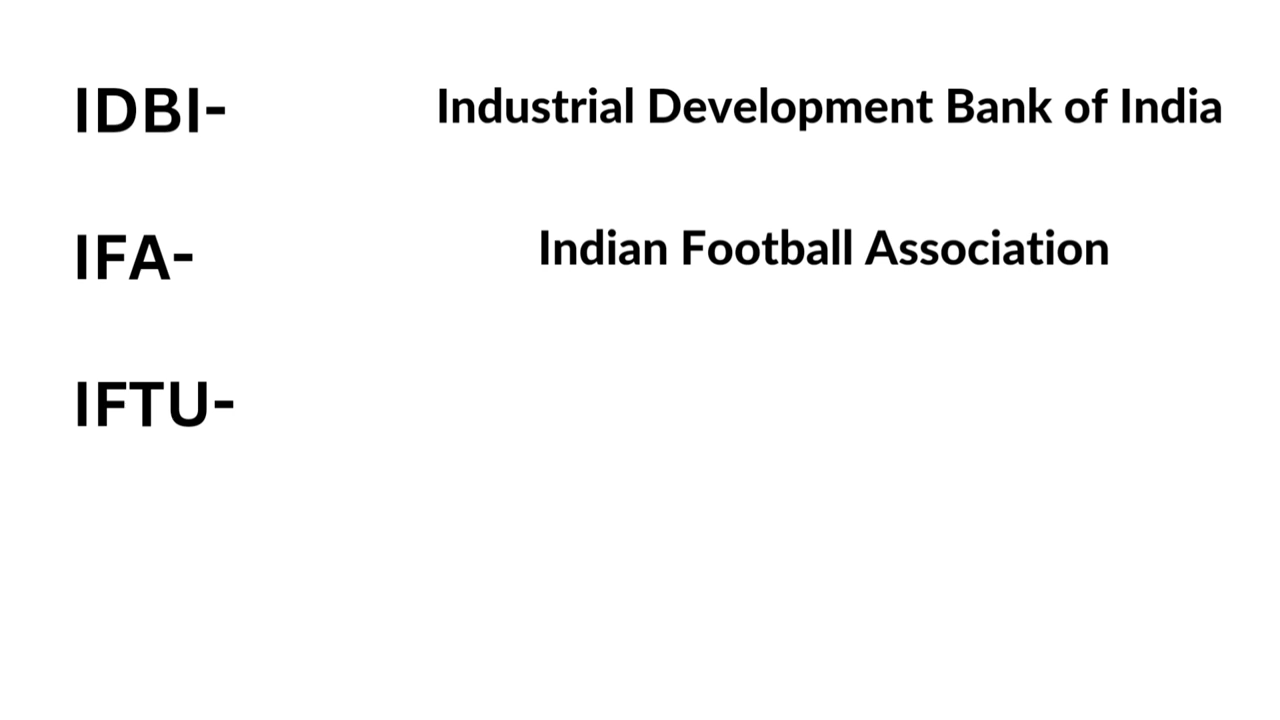 IDBI- Industrial Development Bank of India
IFA- Indian Football Association
IFTU-